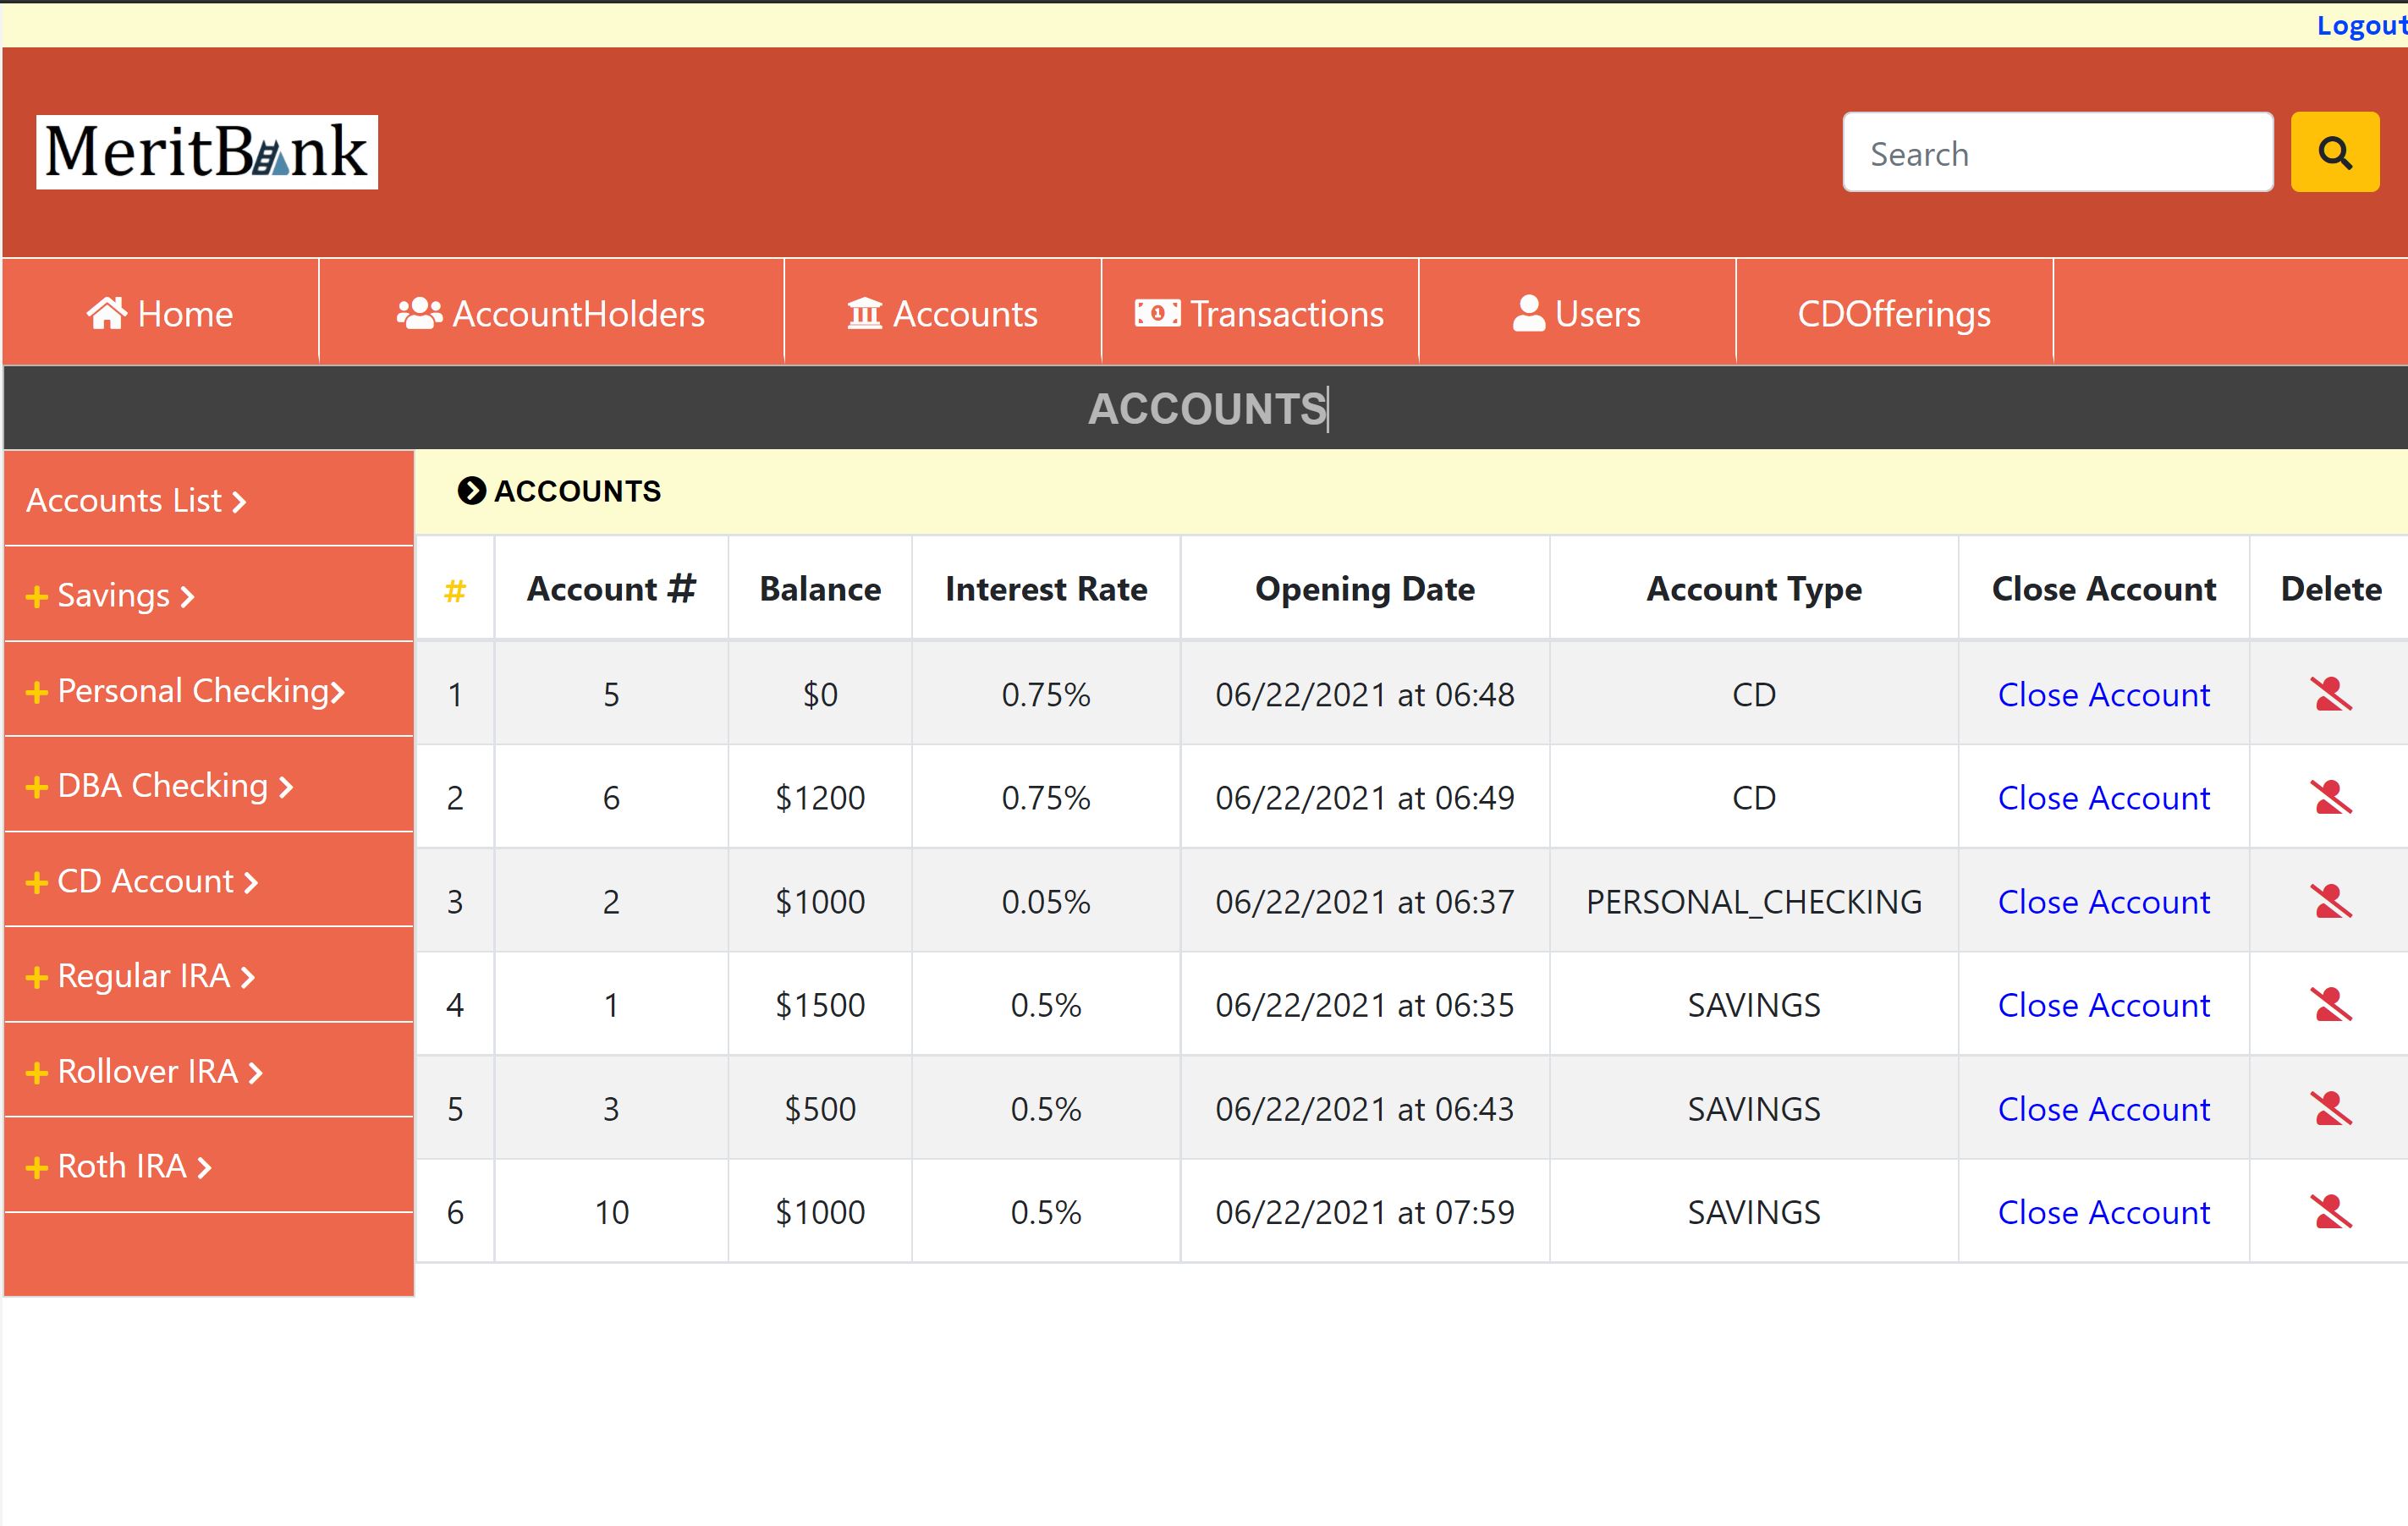 Logout
MeritBank
Search
Home AccountHolders Accounts Transactions Users CDOfferings
ACCOUNTS
Accounts List
Savings
Personal Checking
DBA Checking
CD Account
Regular IRA
Rollover IRA
Roth IRA
ACCOUNTS
# Account # Balance Interest Rate Opening Date Account Type Close Account Delete
1 5 $0 0.75% 06/22/2021 at 06:48 CD Close Account
2 6 $1200 0.75% 06/22/2021 at 06:49 CD Close Account
3 2 $1000 0.05% 06/22/2021 at 06:37 PERSONAL_CHECKING Close Account
4 1 $1500 0.5% 06/22/2021 at 06:35 SAVINGS Close Account
5 3 $500 0.5% 06/22/2021 at 06:43 SAVINGS Close Account
6 10 $1000 0.5% 06/22/2021 at 07:59 SAVINGS Close Account